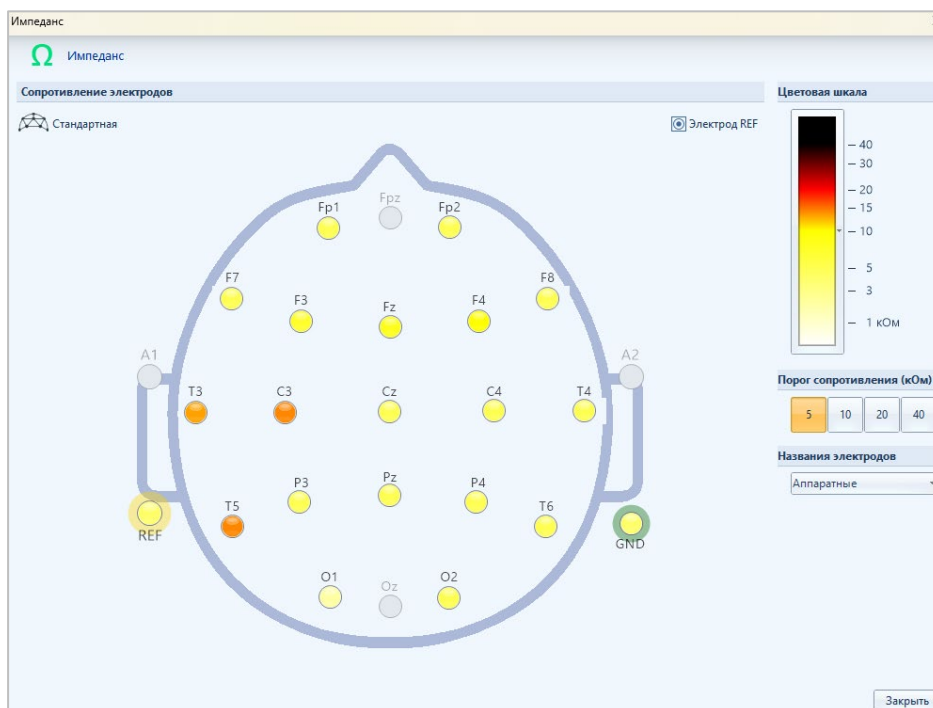 Импеданс
Импеданс
Сопротивление электродов
Стандартная
Электрод REF
Fp1
Fpz
Fp2
F7
F3
Fz
F4
F8
A1
A2
T3
C3
Cz
C4
T4
P3
Pz
P4
T5
T6
REF
GND
O1
Oz
O2
Цветовая шкала
40
30
20
15
10
5
3
1 кОм
Порог сопротивления (кОм)
5 10 20 40
Названия электродов
Аппаратные
Закрыть